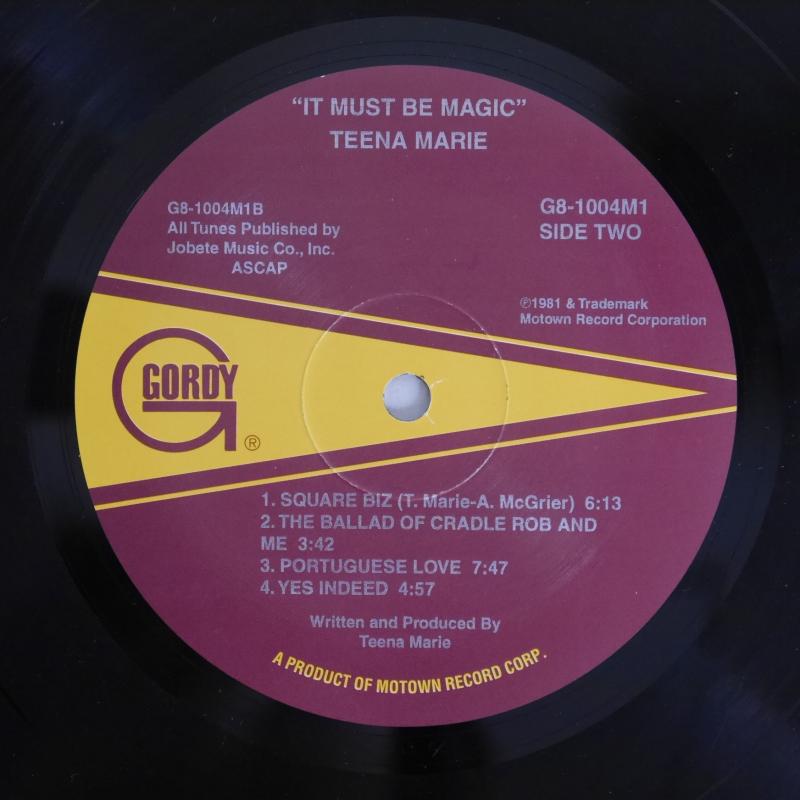 "IT MUST BE MAGIC"
TEENA MARIE
G8-1004M1B
All Tunes Published by
Jobete Music Co., Inc.
ASCAP
G8-1004M1
SIDE TWO
℗1981 & Trademark
Motown Record Corporation
GORDY
®
1. SQUARE BIZ (T. Marie-A. McGrier) 6:13
2. THE BALLAD OF CRADLE ROB AND
ME 3:42
3. PORTUGUESE LOVE 7:47
4. YES INDEED 4:57
Written and Produced By
Teena Marie
A PRODUCT OF MOTOWN RECORD CORP.